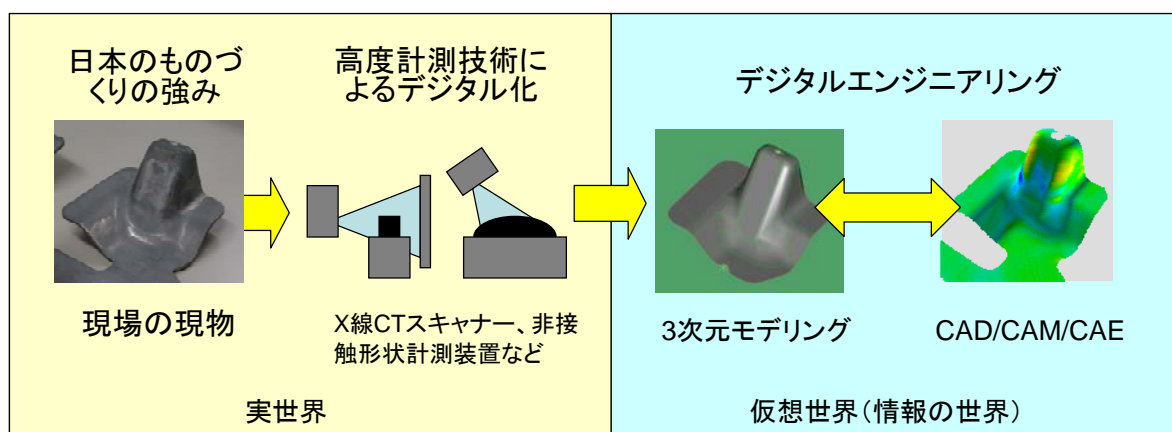 日本のものづ
くりの強み
高度計測技術に
よるデジタル化
デジタルエンジニアリング
現場の現物
X線CTスキャナー、非接
触形状計測装置など
3次元モデリング
CAD/CAM/CAE
実世界
仮想世界(情報の世界)